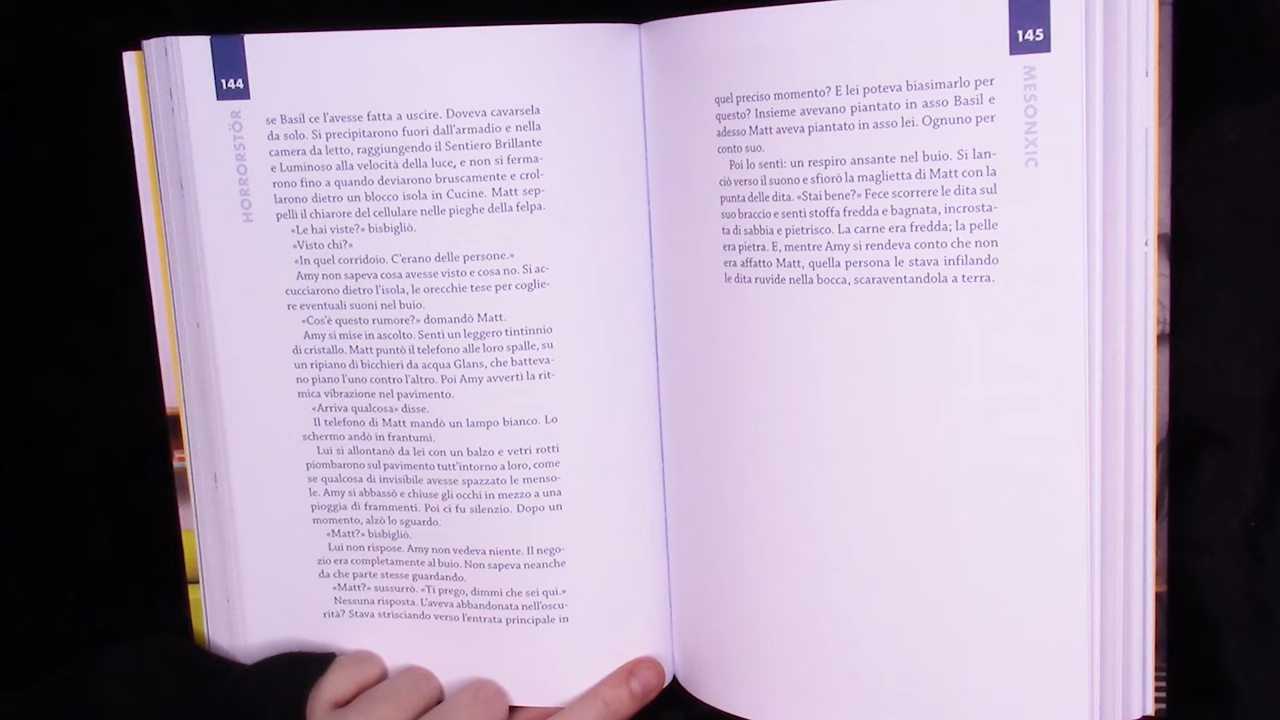 144
HORRORSTÖR
se Basil ce l'avesse fatta a uscire. Doveva cavarsela
da solo. Si precipitarono fuori dall'armadio e nella
camera da letto, raggiungendo il Sentiero Brillante
e Luminoso alla velocità della luce, e non si ferma-
rono fino a quando deviarono bruscamente e crol-
larono dietro un blocco isola in Cucine. Matt sep-
pellì il chiarore del cellulare nelle pieghe della felpa.
«Le hai viste?» bisbigliò.
«Visto chi?»
«In quel corridoio. C'erano delle persone.»
Amy non sapeva cosa avesse visto e cosa no. Si ac-
cucciarono dietro l'isola, le orecchie tese per coglie-
re eventuali suoni nel buio.
«Cos'è questo rumore?» domandò Matt.
Amy si mise in ascolto. Sentì un leggero tintinnio
di cristallo. Matt puntò il telefono alle loro spalle, su
un ripiano di bicchieri da acqua Glans, che batteva-
no piano l'uno contro l'altro. Poi Amy avvertì la rit-
mica vibrazione nel pavimento.
«Arriva qualcosa» disse.
Il telefono di Matt mandò un lampo bianco. Lo
schermo andò in frantumi.
Lui si allontanò da lei con un balzo e vetri rotti
piombarono sul pavimento tutt'intorno a loro, come
se qualcosa di invisibile avesse spazzato le menso-
le. Amy si abbassò e chiuse gli occhi in mezzo a una
pioggia di frammenti. Poi ci fu silenzio. Dopo un
momento, alzò lo sguardo.
«Matt?» bisbigliò.
Lui non rispose. Amy non vedeva niente. Il nego-
zio era completamente al buio. Non sapeva neanche
da che parte stesse guardando.
«Matt?» sussurrò. «Ti prego, dimmi che sei qui.»
Nessuna risposta. L'aveva abbandonata nell'oscu-
rità? Stava strisciando verso l'entrata principale in
145
MESONXIC
quel preciso momento? E lei poteva biasimarlo per
questo? Insieme avevano piantato in asso Basil e
adesso Matt aveva piantato in asso lei. Ognuno per
conto suo.
Poi lo sentì: un respiro ansante nel buio. Si lan-
ciò verso il suono e sfiorò la maglietta di Matt con la
punta delle dita. «Stai bene?» Fece scorrere le dita sul
suo braccio e sentì stoffa fredda e bagnata, incrosta-
ta di sabbia e pietrisco. La carne era fredda; la pelle
era pietra. E, mentre Amy si rendeva conto che non
era affatto Matt, quella persona le stava infilando
le dita ruvide nella bocca, scaraventandola a terra.